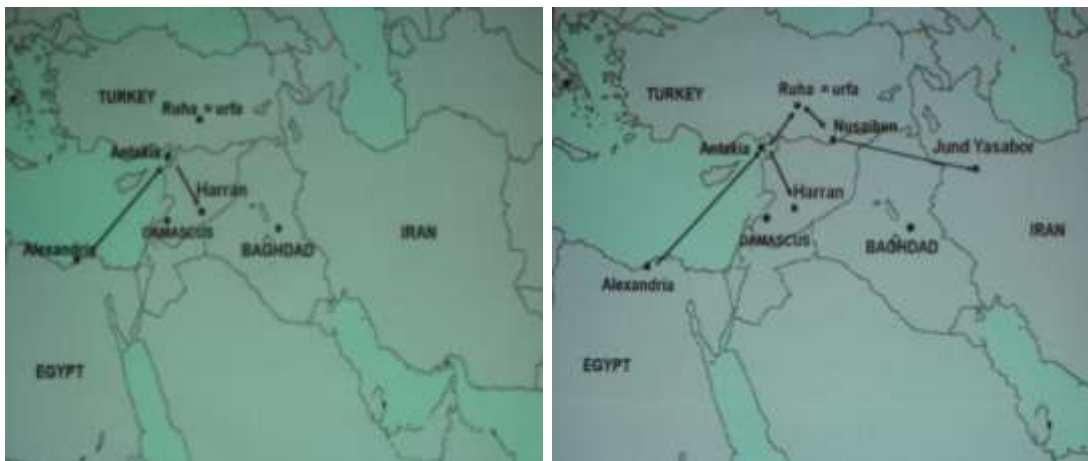 TURKEY
Ruha = urfa
Antakia
Harran
DAMASCUS
Alexandria
BAGHDAD
IRAN
EGYPT
TURKEY
Ruha = urfa
Nusaibun
Antakia
Jund Yasabor
Harran
DAMASCUS
BAGHDAD
IRAN
Alexandria
EGYPT